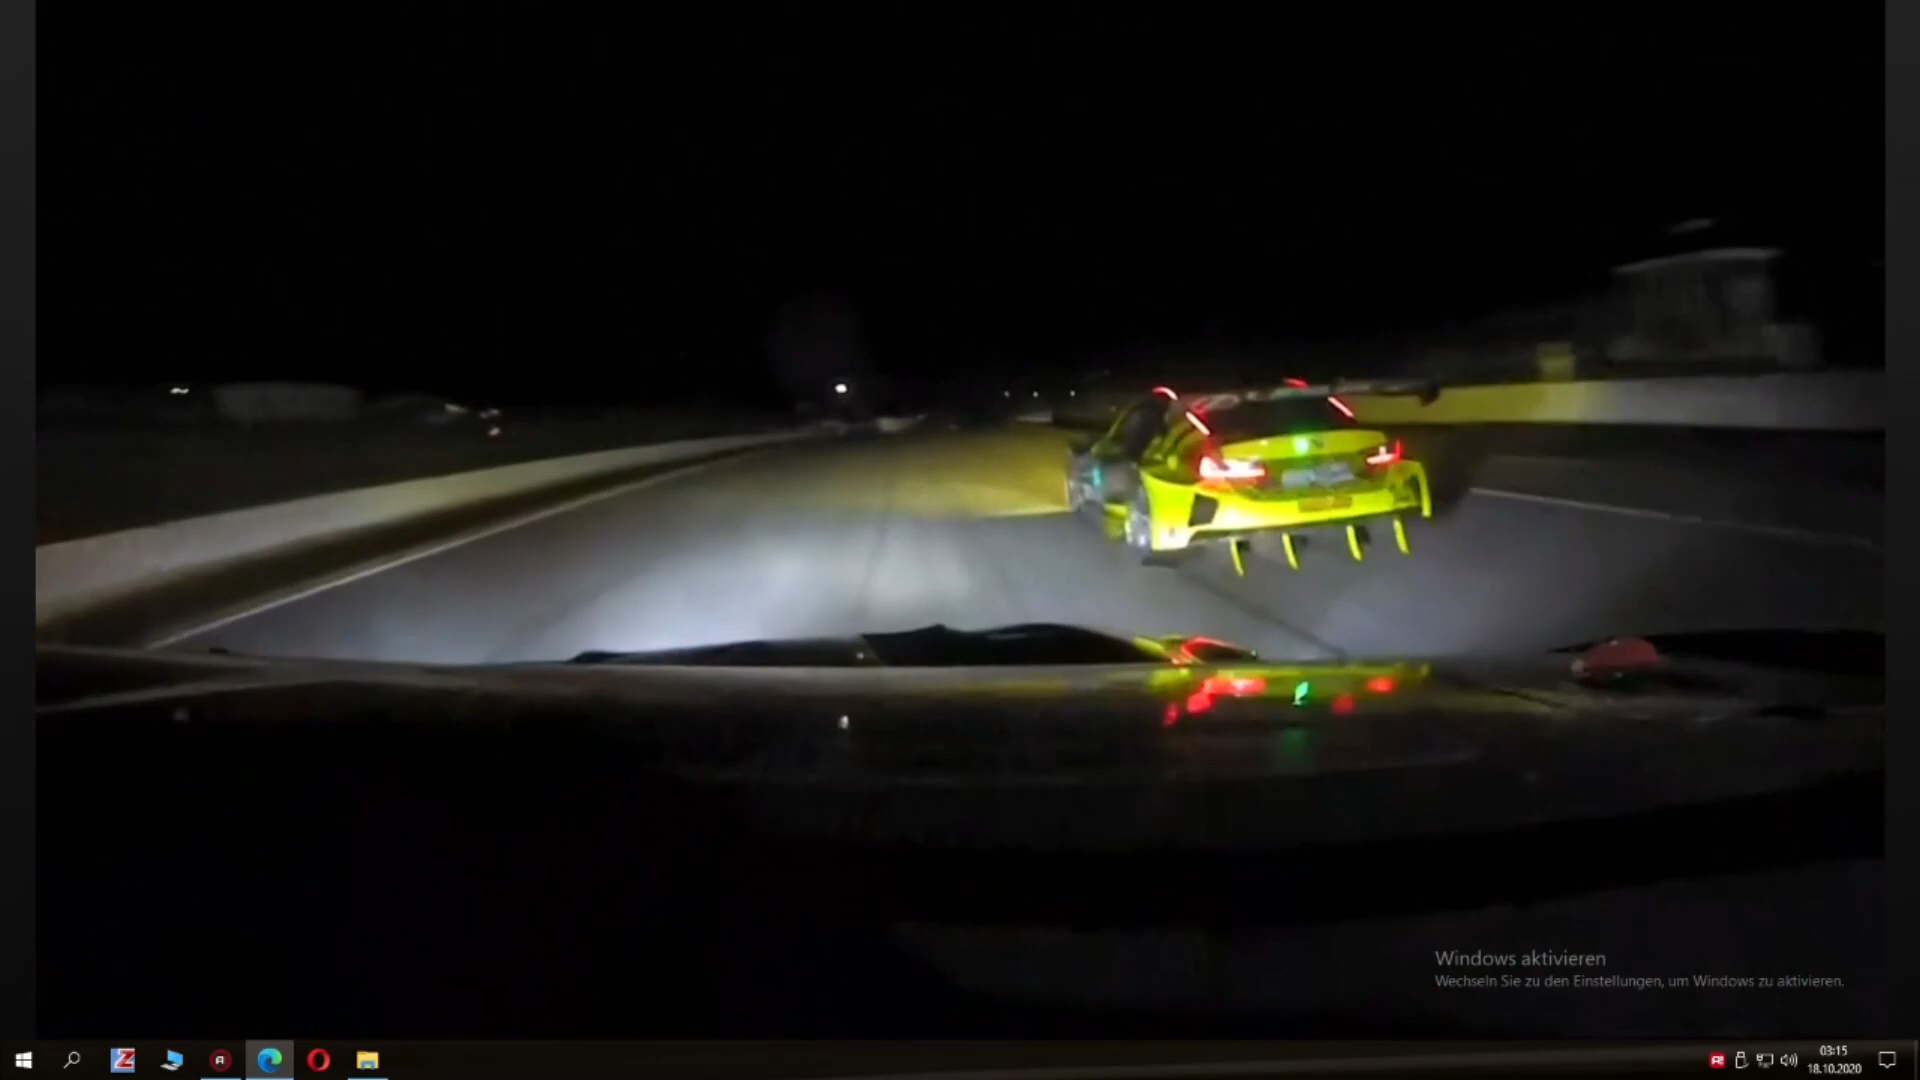 Windows aktivieren
Wechseln Sie zu den Einstellungen, um Windows zu aktivieren.
03:15
18.10.2020